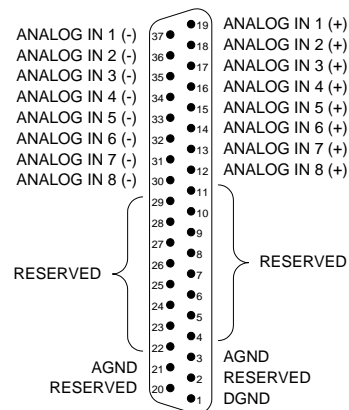 19 ANALOG IN 1 (+)
ANALOG IN 1 (-) 37
18 ANALOG IN 2 (+)
ANALOG IN 2 (-) 36
17 ANALOG IN 3 (+)
ANALOG IN 3 (-) 35
16 ANALOG IN 4 (+)
ANALOG IN 4 (-) 34
15 ANALOG IN 5 (+)
ANALOG IN 5 (-) 33
14 ANALOG IN 6 (+)
ANALOG IN 6 (-) 32
13 ANALOG IN 7 (+)
ANALOG IN 7 (-) 31
12 ANALOG IN 8 (+)
ANALOG IN 8 (-) 30
11
29
10
28
9
27
8
26
RESERVED
7
RESERVED
25
6
24
5
23
4
22
3 AGND
AGND 21
2 RESERVED
RESERVED 20
1 DGND